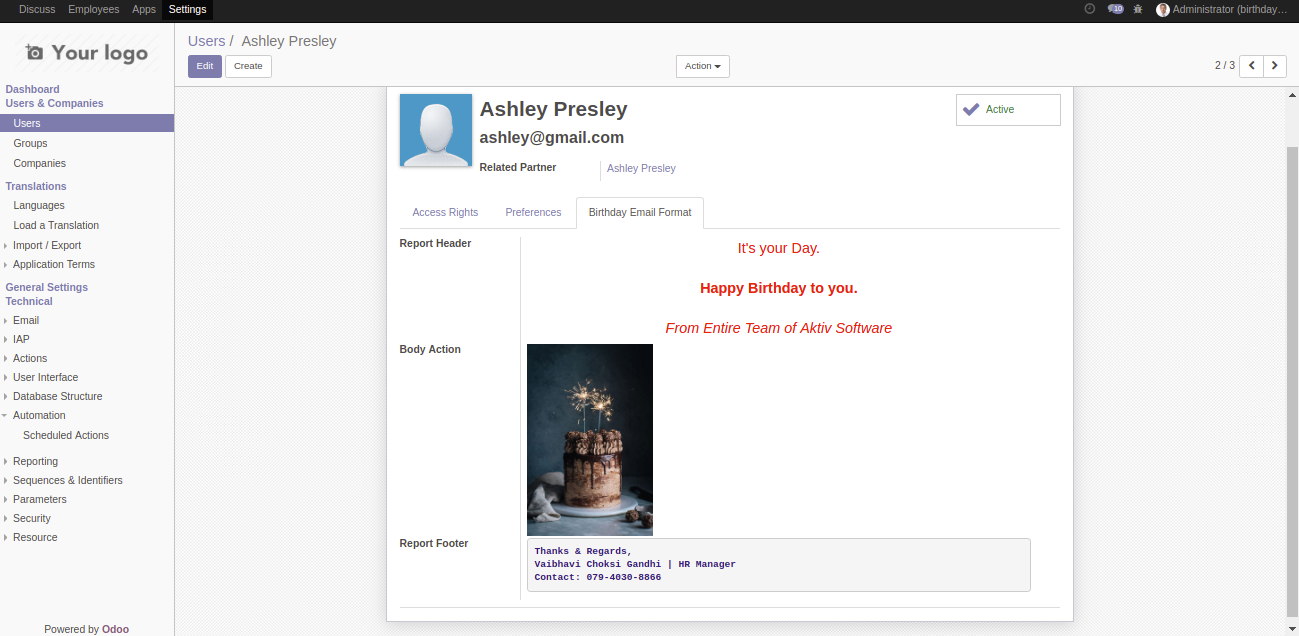 Discuss Employees Apps Settings
10 Administrator (birthday...
Your logo
Users / Ashley Presley
Edit Create
Action
2 / 3
Dashboard
Users & Companies
Users
Groups
Companies
Translations
Languages
Load a Translation
Import / Export
Application Terms
General Settings
Technical
Email
IAP
Actions
User Interface
Database Structure
Automation
Scheduled Actions
Reporting
Sequences & Identifiers
Parameters
Security
Resource
Powered by Odoo
Ashley Presley
Active
ashley@gmail.com
Related Partner Ashley Presley
Access Rights Preferences Birthday Email Format
Report Header
It's your Day.
Happy Birthday to you.
From Entire Team of Aktiv Software
Body Action
Report Footer
Thanks & Regards,
Vaibhavi Choksi Gandhi | HR Manager
Contact: 079-4030-8866